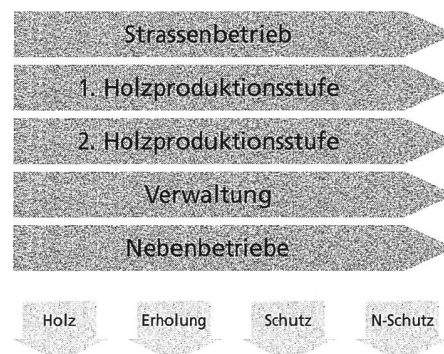 Strassenbetrieb
1. Holzproduktionsstufe
2. Holzproduktionsstufe
Verwaltung
Nebenbetriebe
Holz Erholung Schutz N-Schutz